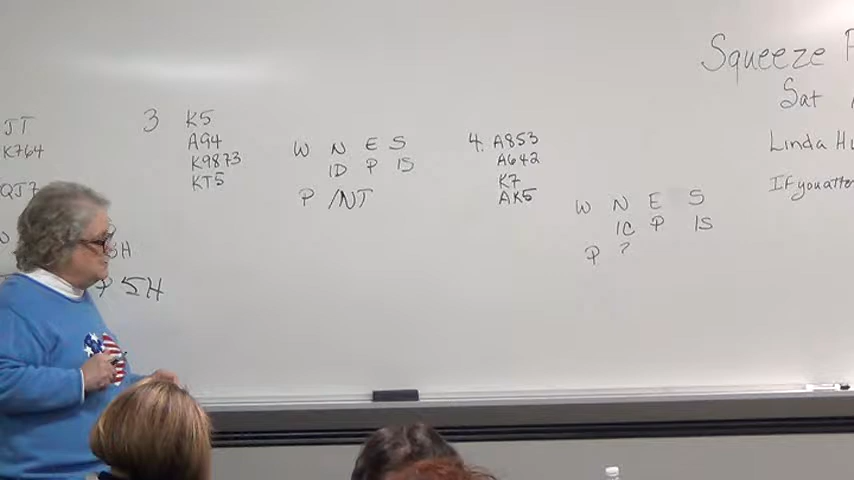 JT
K764
QJ7
5H
3
K5
A94
K9873
KT5
W N E S
1D P 1S
P 1NT
4. A853
A642
K7
AK5
W N E S
1C P 1S
P ?
Squeeze
Sat
Linda
If you